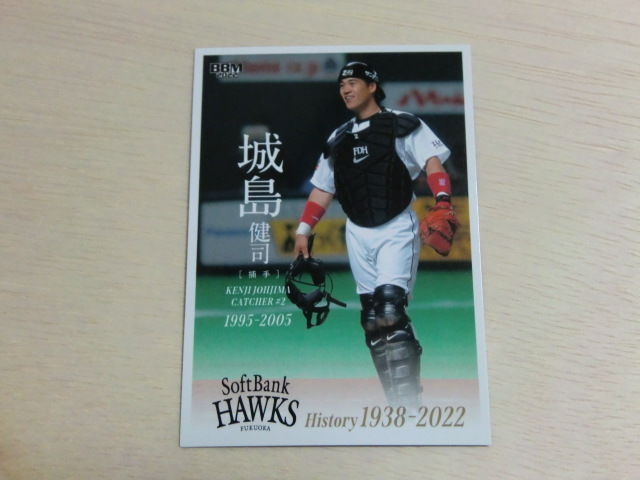 BBM
2022
城島
健司
[捕手]
KENJI JOHJIMA
CATCHER #2
1995-2005
FDH
SoftBank
HAWKS
FUKUOKA
History 1938-2022